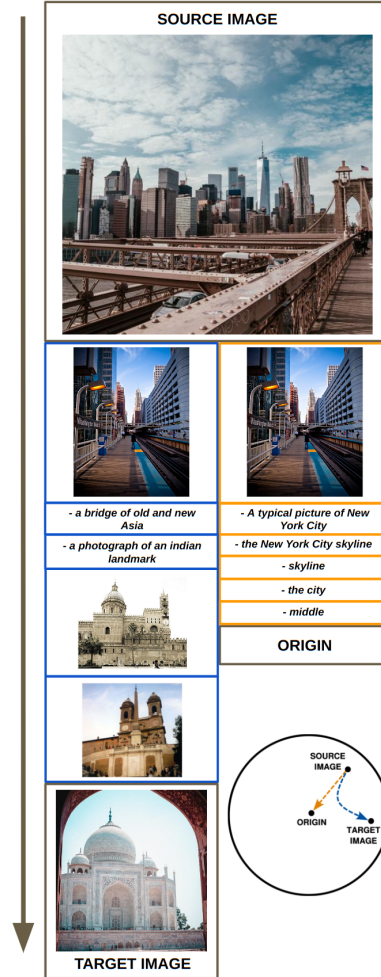 SOURCE IMAGE
- a bridge of old and new
Asia
- a photograph of an indian
landmark
- A typical picture of New
York City
- the New York City skyline
- skyline
- the city
- middle
ORIGIN
SOURCE
IMAGE
ORIGIN
TARGET
IMAGE
TARGET IMAGE